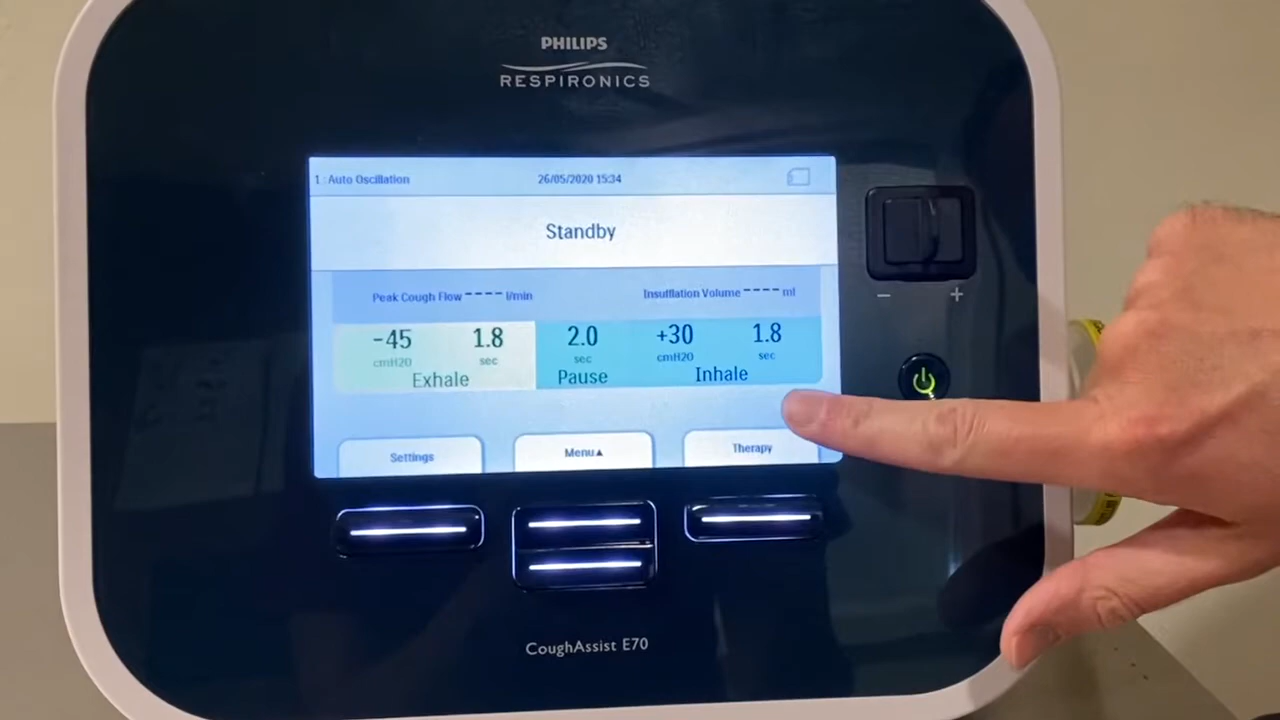 PHILIPS
RESPIRONICS
1 : Auto Oscillation 26/05/2020 15:34
Standby
Peak Cough Flow ---- l/min Insufflation Volume ---- ml
-45 1.8 2.0 +30 1.8
cmH2O sec sec cmH2O sec
Exhale Pause Inhale
Settings Menu▲ Therapy
- +
CoughAssist E70